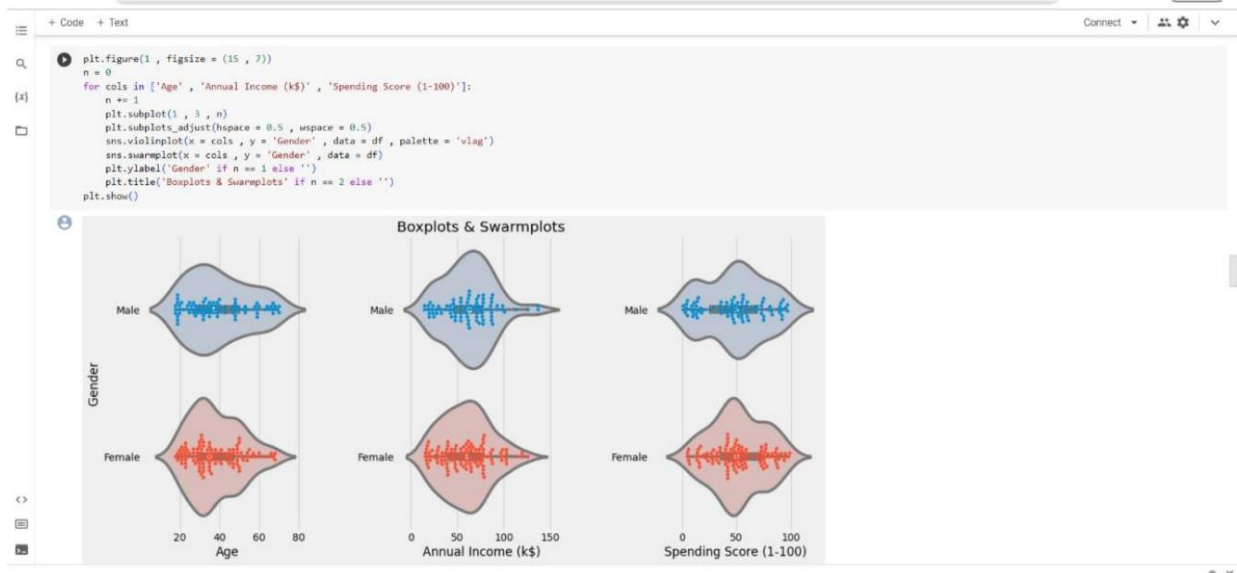 + Code + Text
Connect
plt.figure(1 , figsize = (15 , 7))
n = 0
for cols in ['Age' , 'Annual Income (k$)' , 'Spending Score (1-100)']:
n += 1
plt.subplot(1 , 3 , n)
plt.subplots_adjust(hspace = 0.5 , wspace = 0.5)
sns.violinplot(x = cols , y = 'Gender' , data = df , palette = 'vlag')
sns.swarmplot(x = cols , y = 'Gender' , data = df)
plt.ylabel('Gender' if n == 1 else '')
plt.title('Boxplots & Swarmplots' if n == 2 else '')
plt.show()
Boxplots & Swarmplots
Male Male Male
Gender
Female Female Female
20 40 60 80 0 50 100 150 0 50 100
Age Annual Income (k$) Spending Score (1-100)